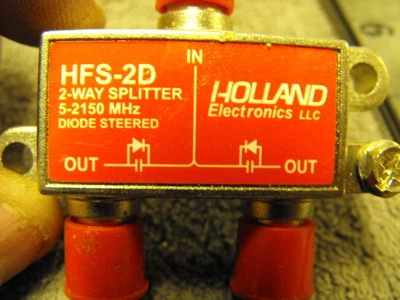 IN
HFS-2D
2-WAY SPLITTER
5-2150 MHz
DIODE STEERED
HOLLAND
Electronics LLC
OUT
OUT